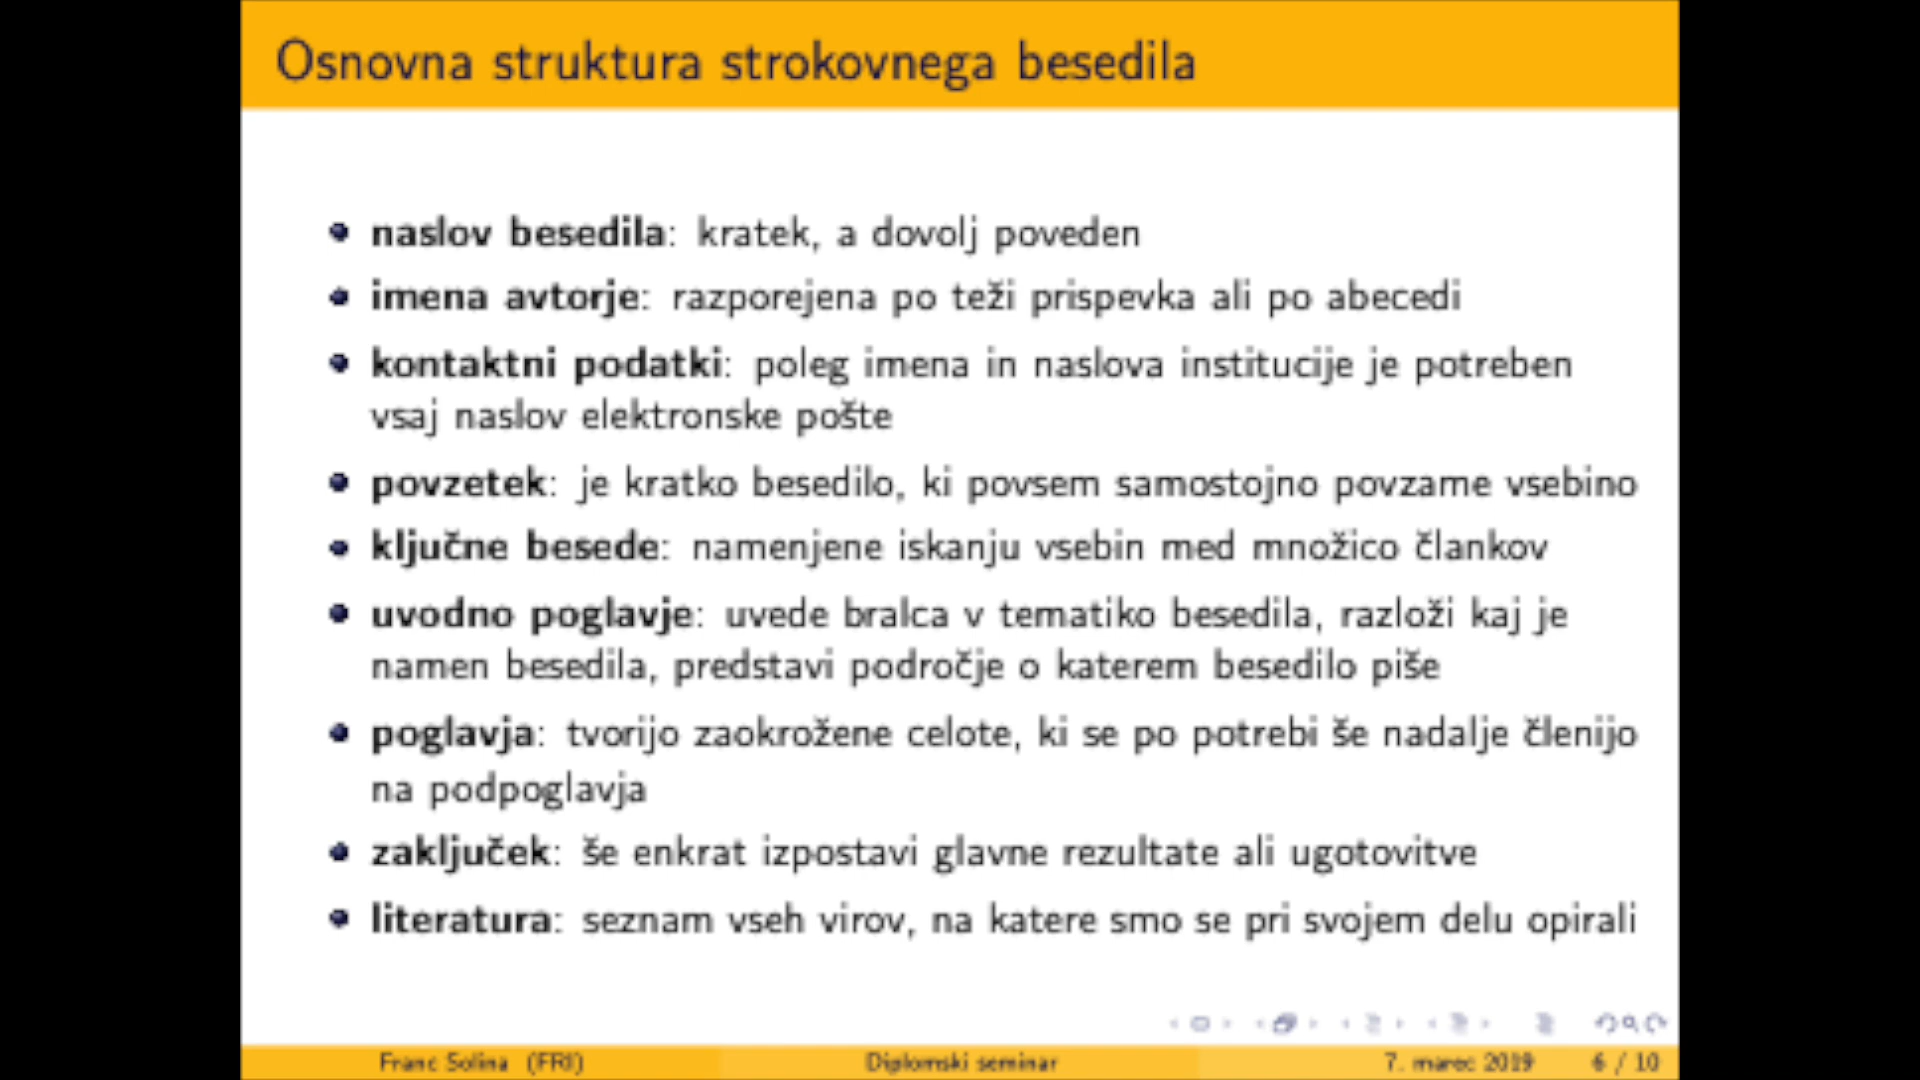 Osnovna struktura strokovnega besedila
naslov besedila: kratek, a dovolj poveden
imena avtorje: razporejena po teži prispevka ali po abecedi
kontaktni podatki: poleg imena in naslova institucije je potreben
vsaj naslov elektronske pošte
povzetek: je kratko besedilo, ki povsem samostojno povzame vsebino
ključne besede: namenjene iskanju vsebin med množico člankov
uvodno poglavje: uvede bralca v tematiko besedila, razloži kaj je
namen besedila, predstavi področje o katerem besedilo piše
poglavja: tvorijo zaokrožene celote, ki se po potrebi še nadalje členijo
na podpoglavja
zaključek: še enkrat izpostavi glavne rezultate ali ugotovitve
literatura: seznam vseh virov, na katere smo se pri svojem delu opirali
Franc Solina (FRI) Diplomski seminar 7. marec 2019 6 / 10